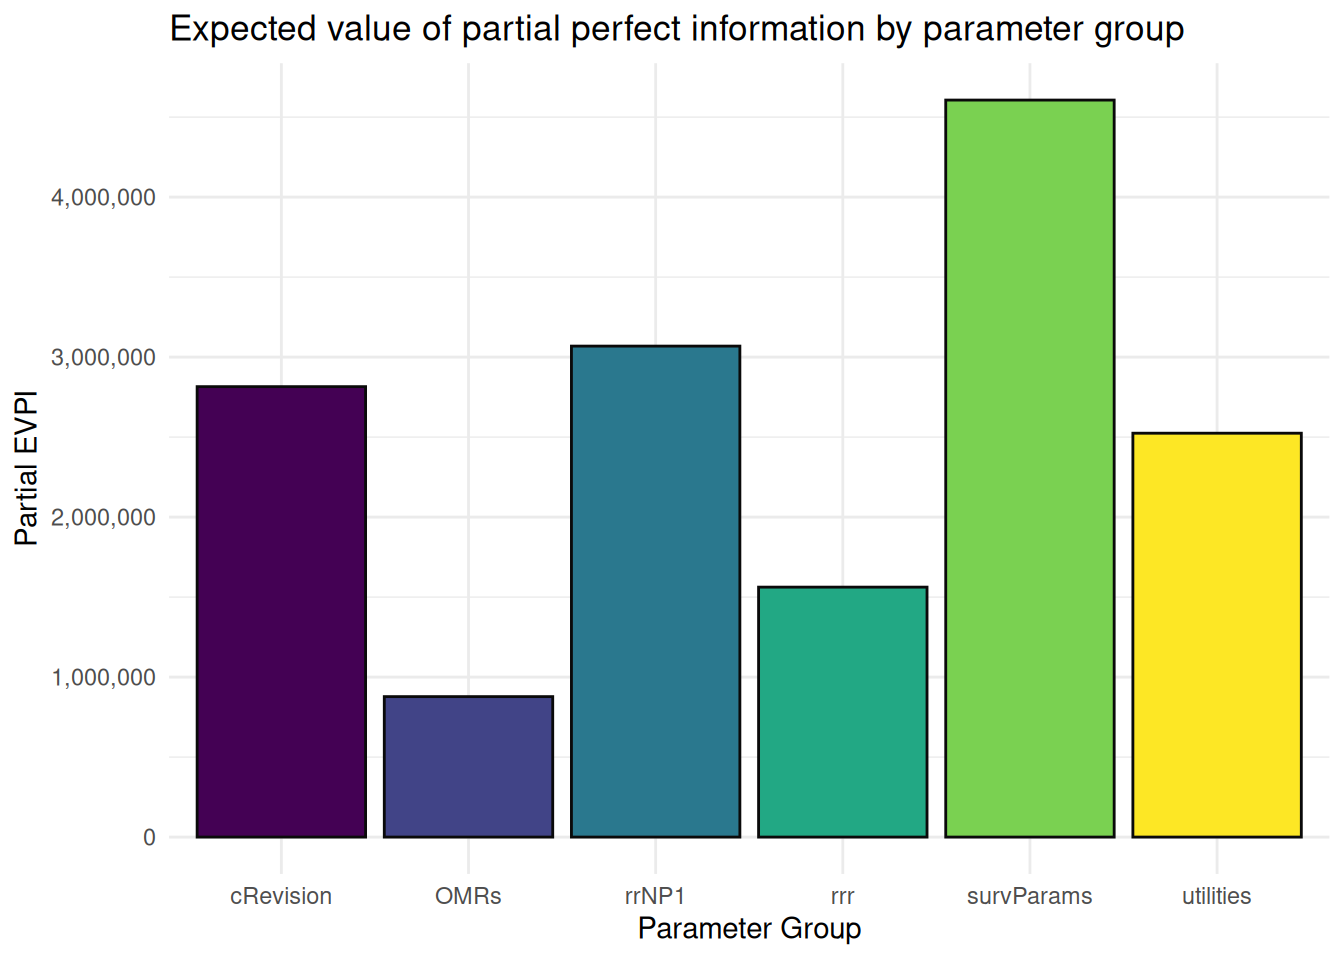 Expected value of partial perfect information by parameter group
Partial EVPI
4,000,000
3,000,000
2,000,000
1,000,000
0
cRevision
OMRs
rrNP1
rrr
survParams
utilities
Parameter Group